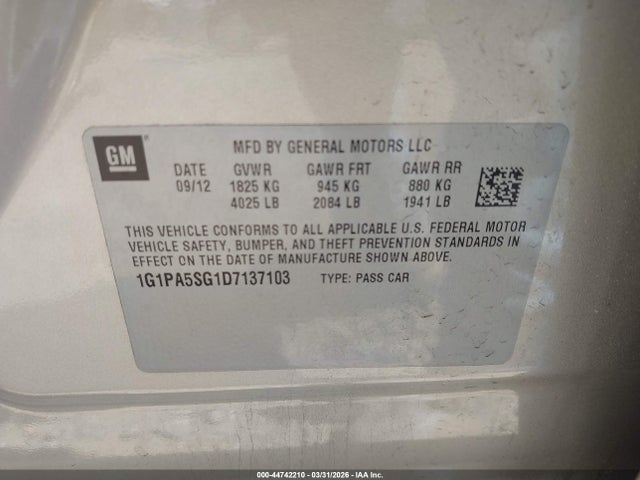 GM
MFD BY GENERAL MOTORS LLC
DATE GVWR GAWR FRT GAWR RR
09/12 1825 KG 945 KG 880 KG
4025 LB 2084 LB 1941 LB
THIS VEHICLE CONFORMS TO ALL APPLICABLE U.S. FEDERAL MOTOR
VEHICLE SAFETY, BUMPER, AND THEFT PREVENTION STANDARDS IN
EFFECT ON THE DATE OF MANUFACTURE SHOWN ABOVE.
1G1PA5SG1D7137103 TYPE: PASS CAR
000-44742210 - 03/31/2026 - IAA Inc.